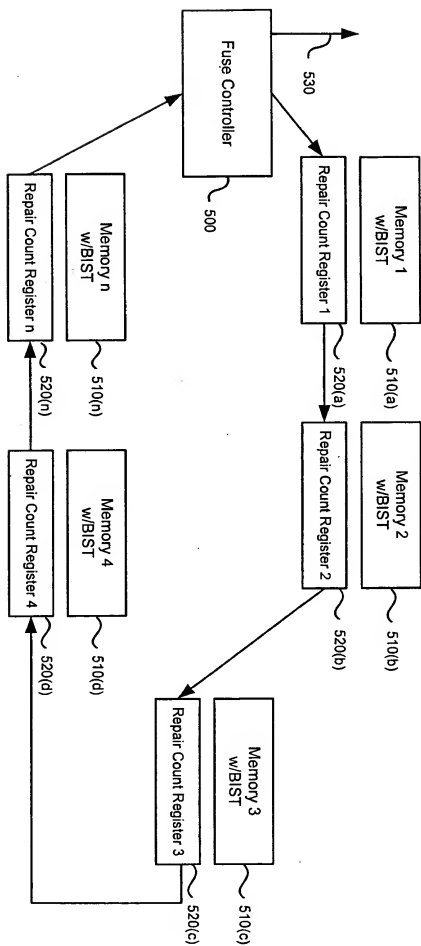 530
Fuse Controller
500
Memory 1
w/BIST
510(a)
Repair Count Register 1
520(a)
Memory 2
w/BIST
510(b)
Repair Count Register 2
520(b)
Memory 3
w/BIST
510(c)
Repair Count Register 3
520(c)
Memory 4
w/BIST
510(d)
Repair Count Register 4
520(d)
Memory n
w/BIST
510(n)
Repair Count Register n
520(n)